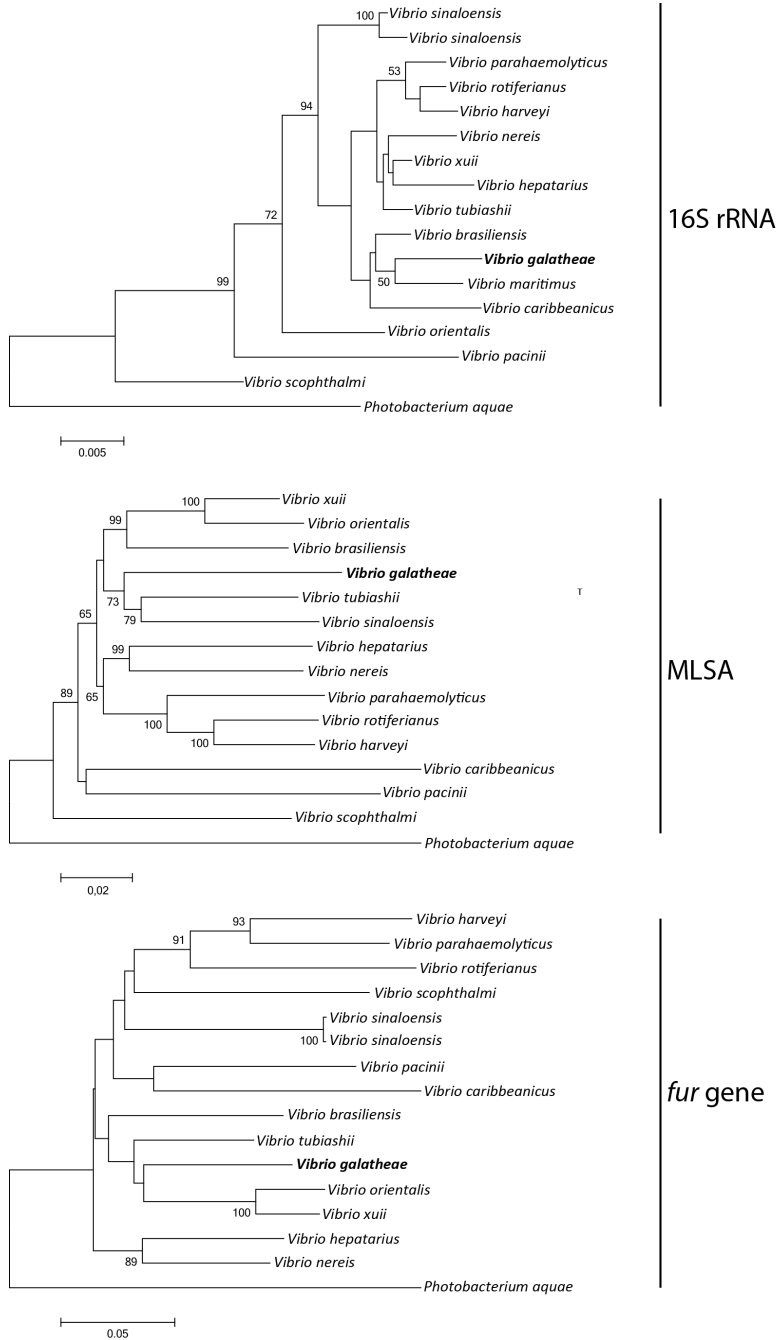 100
Vibrio sinaloensis
Vibrio sinaloensis
53
Vibrio parahaemolyticus
Vibrio rotiferianus
94
Vibrio harveyi
Vibrio nereis
Vibrio xuii
Vibrio hepatarius
72
Vibrio tubiashii
16S rRNA
Vibrio brasiliensis
Vibrio galatheae
99
50
Vibrio maritimus
Vibrio caribbeanicus
Vibrio orientalis
Vibrio pacinii
Vibrio scophthalmi
Photobacterium aquae
0.005
100
Vibrio xuii
99
Vibrio orientalis
Vibrio brasiliensis
Vibrio galatheae
T
73
Vibrio tubiashii
65
79
Vibrio sinaloensis
99
Vibrio hepatarius
Vibrio nereis
MLSA
89
65
Vibrio parahaemolyticus
100
Vibrio rotiferianus
100
Vibrio harveyi
Vibrio caribbeanicus
Vibrio pacinii
Vibrio scophthalmi
Photobacterium aquae
0,02
93
Vibrio harveyi
91
Vibrio parahaemolyticus
Vibrio rotiferianus
Vibrio scophthalmi
Vibrio sinaloensis
100
Vibrio sinaloensis
Vibrio pacinii
Vibrio caribbeanicus
fur gene
Vibrio brasiliensis
Vibrio tubiashii
Vibrio galatheae
Vibrio orientalis
100
Vibrio xuii
Vibrio hepatarius
89
Vibrio nereis
Photobacterium aquae
0.05